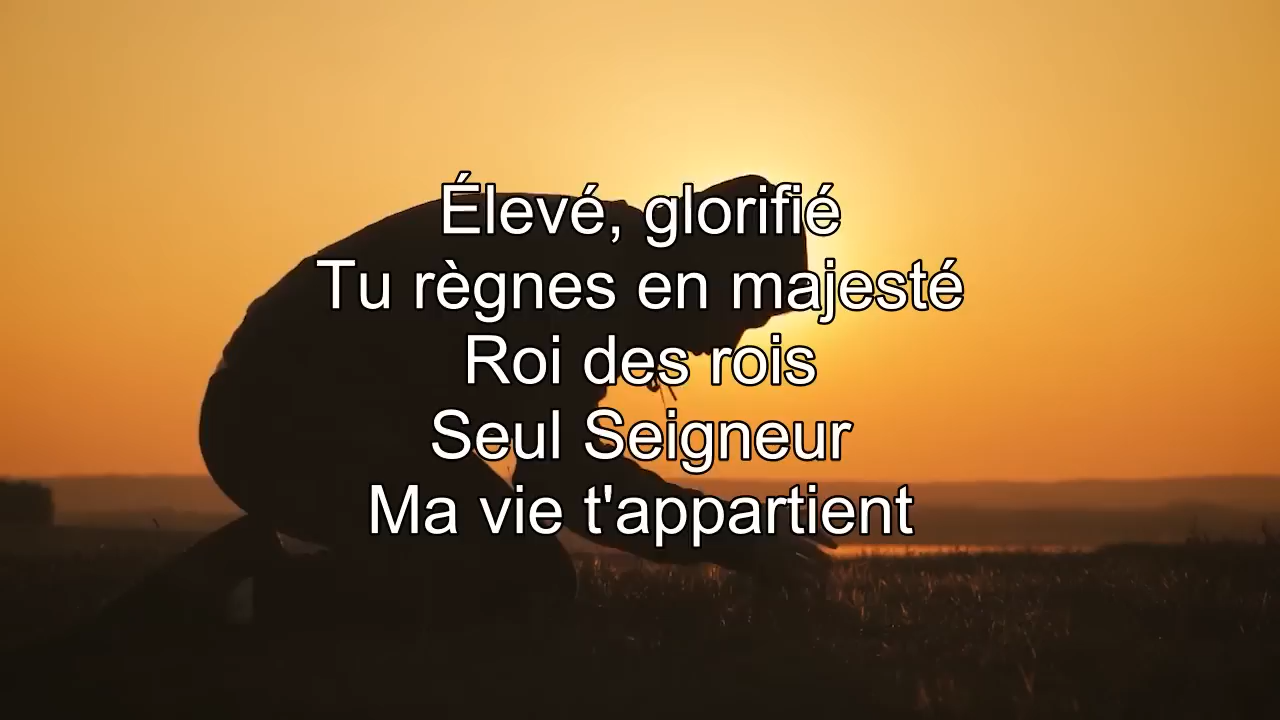 Élevé, glorifié
Tu règnes en majesté
Roi des rois
Seul Seigneur
Ma vie t'appartient